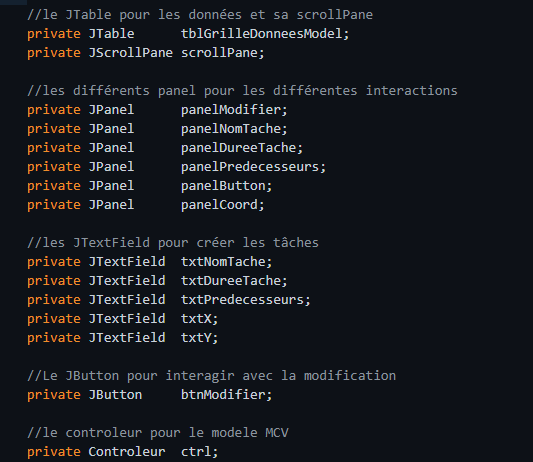 //le JTable pour les données et sa scrollPane
private JTable      tblGrilleDonneesModel;
private JScrollPane scrollPane;
//les différents panel pour les différentes interactions
private JPanel      panelModifier;
private JPanel      panelNomTache;
private JPanel      panelDureeTache;
private JPanel      panelPredecesseurs;
private JPanel      panelButton;
private JPanel      panelCoord;
//les JTextField pour créer les tâches
private JTextField  txtNomTache;
private JTextField  txtDureeTache;
private JTextField  txtPredecesseurs;
private JTextField  txtX;
private JTextField  txtY;
//Le JButton pour interagir avec la modification
private JButton     btnModifier;
//le controleur pour le modele MCV
private Controleur  ctrl;